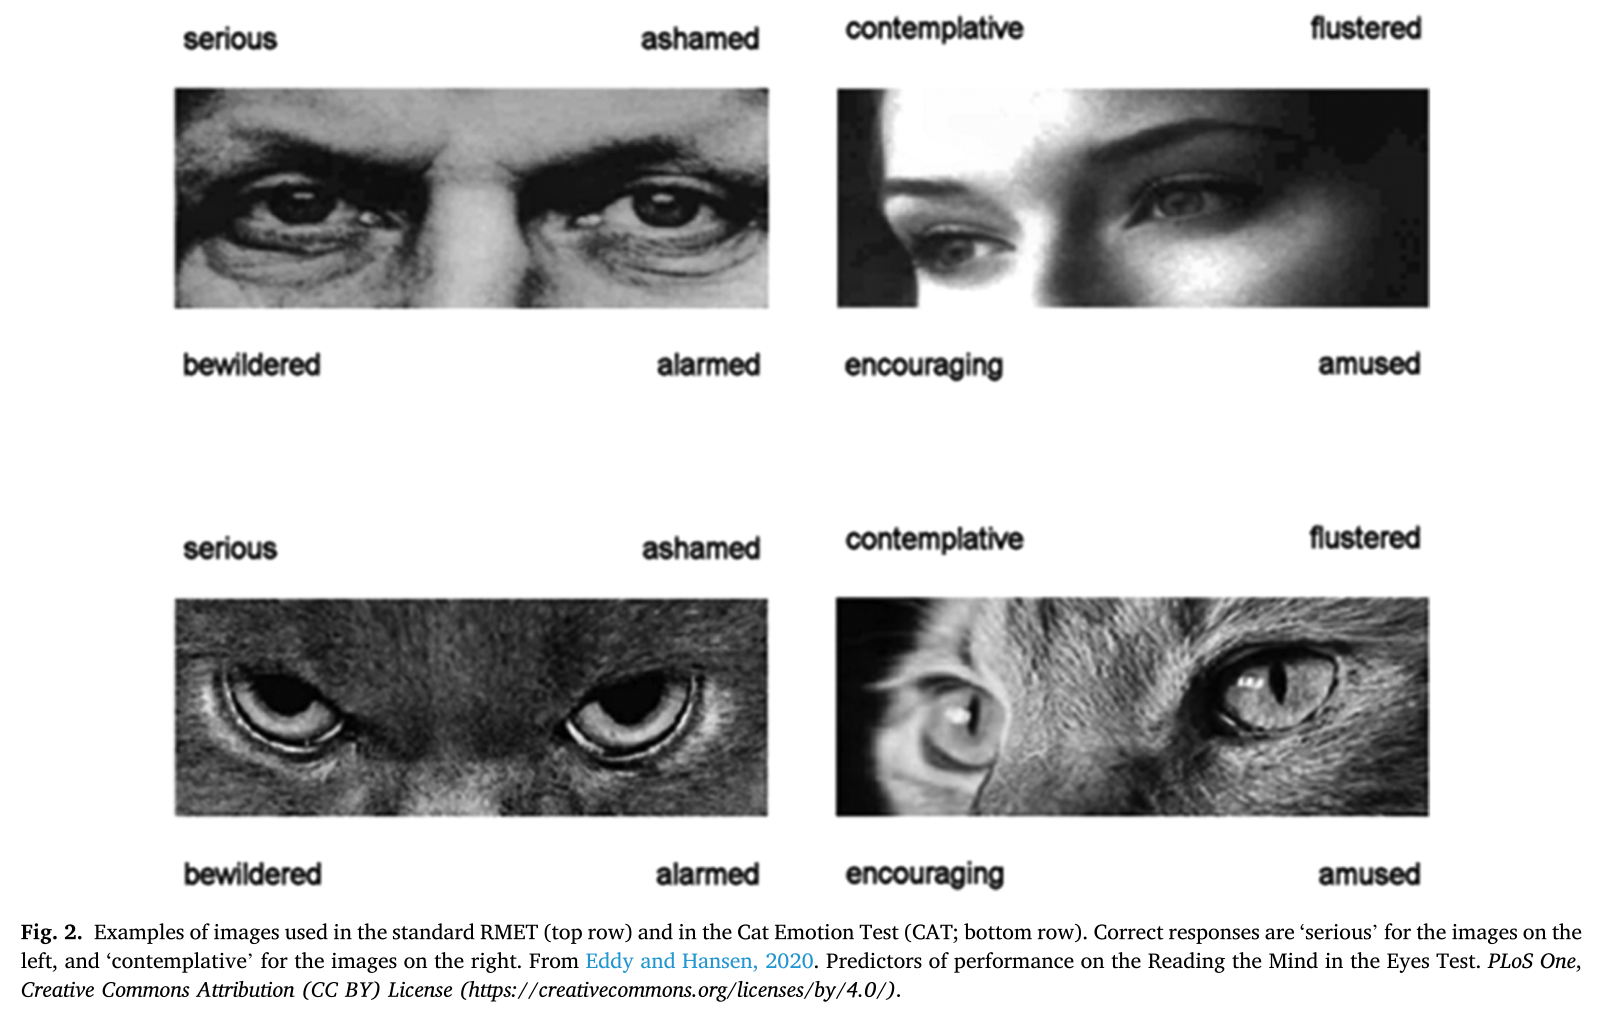 serious ashamed contemplative flustered
bewildered alarmed encouraging amused
serious ashamed contemplative flustered
bewildered alarmed encouraging amused
Fig. 2. Examples of images used in the standard RMET (top row) and in the Cat Emotion Test (CAT; bottom row). Correct responses are ‘serious’ for the images on the
left, and ‘contemplative’ for the images on the right. From Eddy and Hansen, 2020. Predictors of performance on the Reading the Mind in the Eyes Test. PLoS One,
Creative Commons Attribution (CC BY) License (https://creativecommons.org/licenses/by/4.0/).